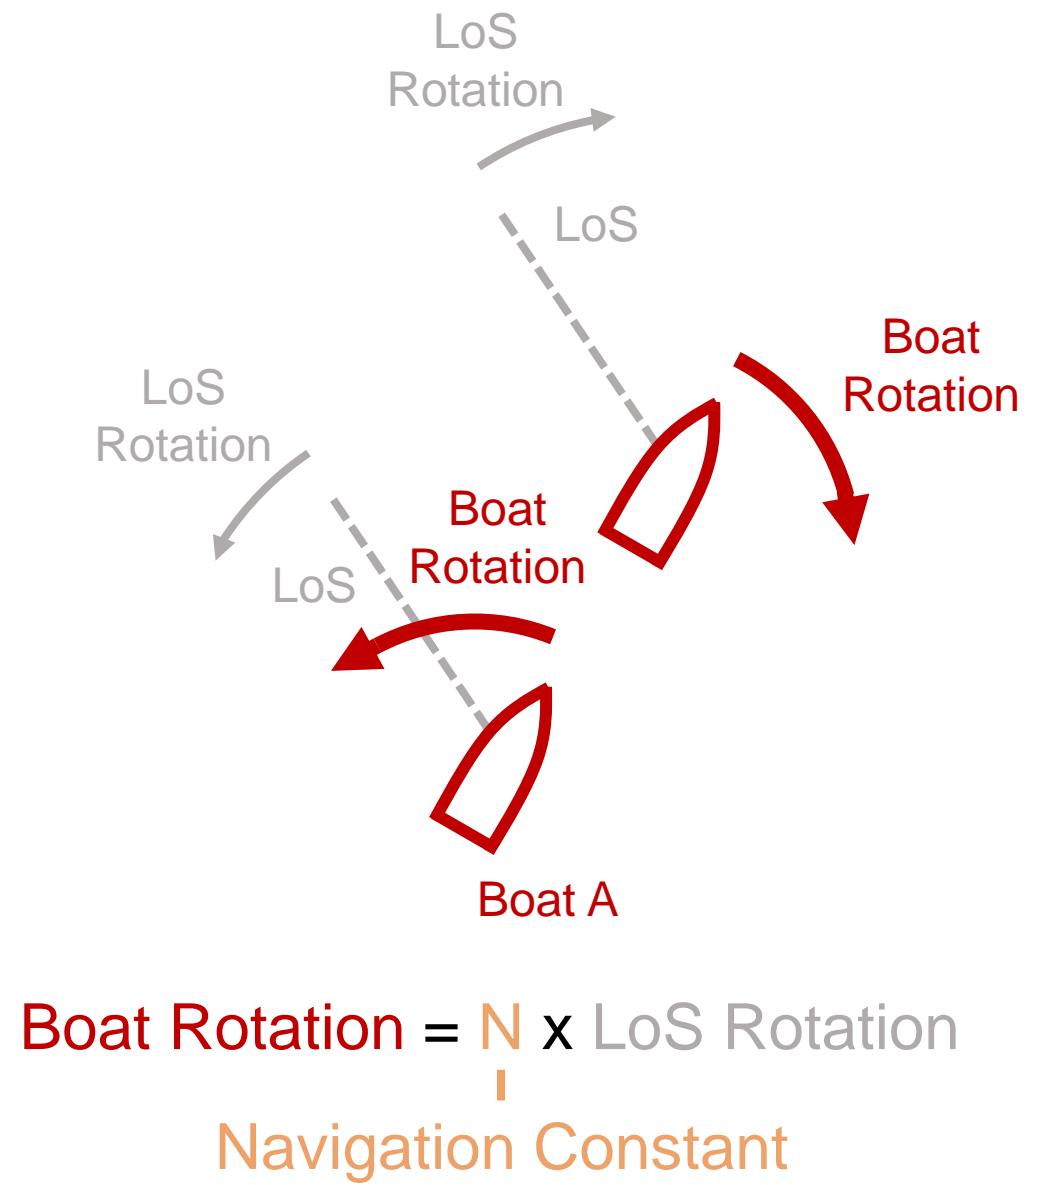 LoS
Rotation
LoS
Boat
Rotation
LoS
Rotation
Boat
Rotation
LoS
Boat A
Boat Rotation = N x LoS Rotation
Navigation Constant